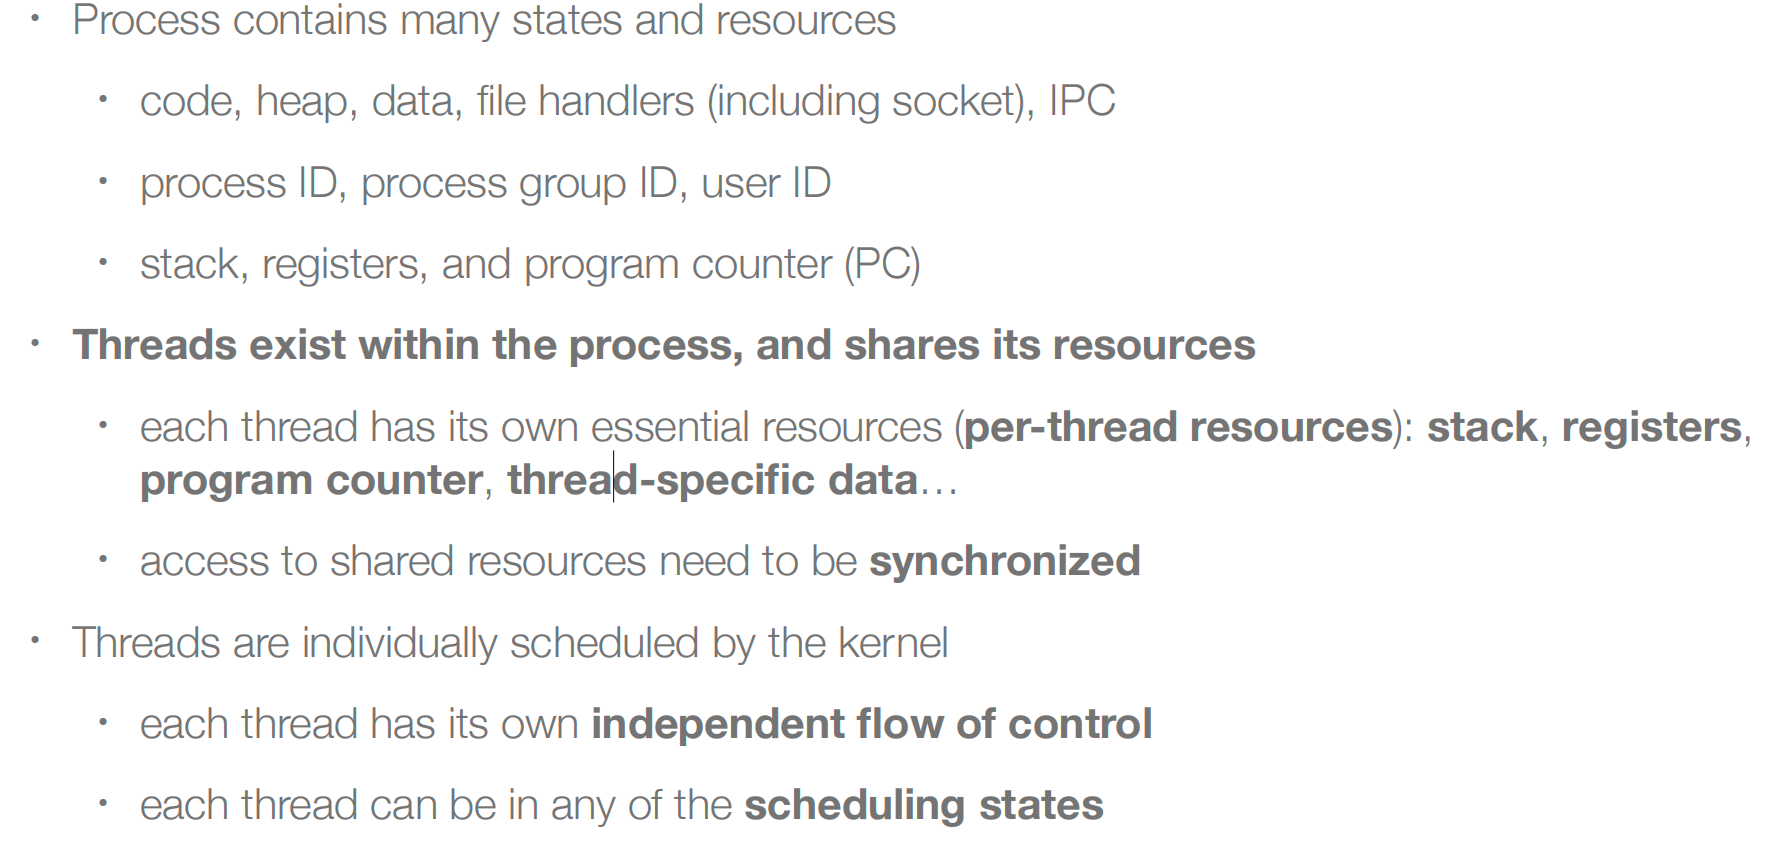 • Process contains many states and resources
• code, heap, data, file handlers (including socket), IPC
• process ID, process group ID, user ID
• stack, registers, and program counter (PC)
• Threads exist within the process, and shares its resources
• each thread has its own essential resources (per-thread resources): stack, registers,
program counter, thread-specific data…
• access to shared resources need to be synchronized
• Threads are individually scheduled by the kernel
• each thread has its own independent flow of control
• each thread can be in any of the scheduling states